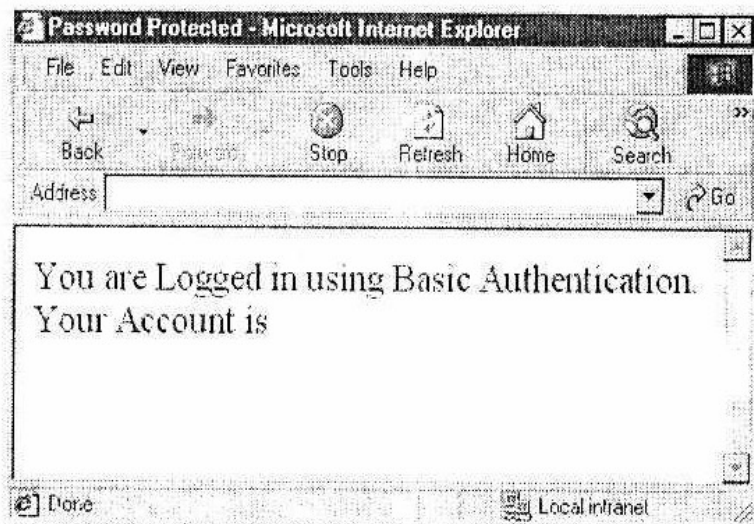 Password Protected - Microsoft Internet Explorer
File Edit View Favorites Tools Help
Back Forward Stop Refresh Home Search
Address Go
You are Logged in using Basic Authentication.
Your Account is
Done Local intranet